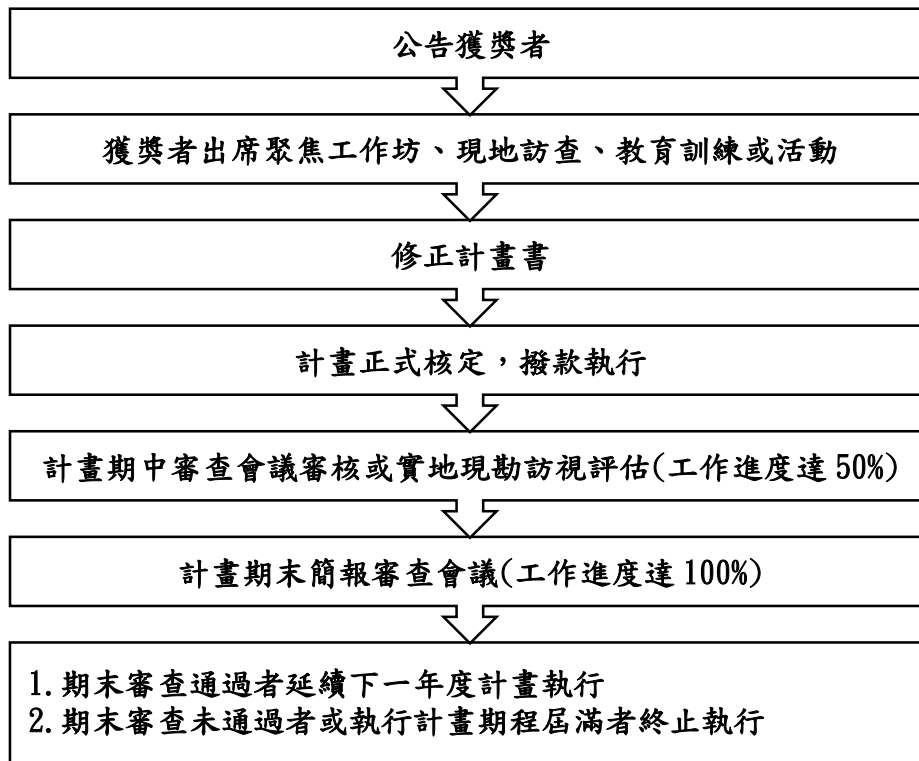 公告獲獎者
獲獎者出席聚焦工作坊、現地訪查、教育訓練或活動
修正計畫書
計畫正式核定，撥款執行
計畫期中審查會議審核或實地現勘訪視評估(工作進度達 50%)
計畫期末簡報審查會議(工作進度達 100%)
1.期末審查通過者延續下一年度計畫執行
2.期末審查未通過者或執行計畫期程屆滿者終止執行